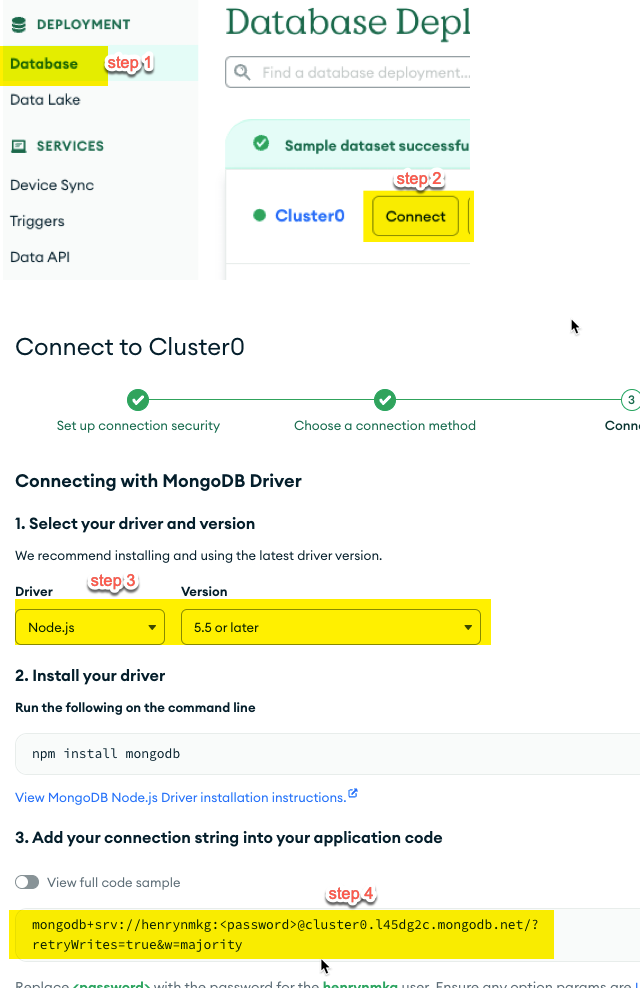 DEPLOYMENT
Database
step 1
Data Lake
SERVICES
Device Sync
Triggers
Data API
Database Depl
Find a database deployment...
Sample dataset successfu
step 2
Cluster0
Connect
Connect to Cluster0
3
Set up connection security
Choose a connection method
Conne
Connecting with MongoDB Driver
1. Select your driver and version
We recommend installing and using the latest driver version.
step 3
Driver
Version
Node.js
5.5 or later
2. Install your driver
Run the following on the command line
npm install mongodb
View MongoDB Node.js Driver installation instructions.
3. Add your connection string into your application code
View full code sample
step 4
mongodb+srv://henrynmkg:<password>@cluster0.l45dg2c.mongodb.net/?
retryWrites=true&w=majority
Replace <password> with the password for the henrynmkg user. Ensure any option params are